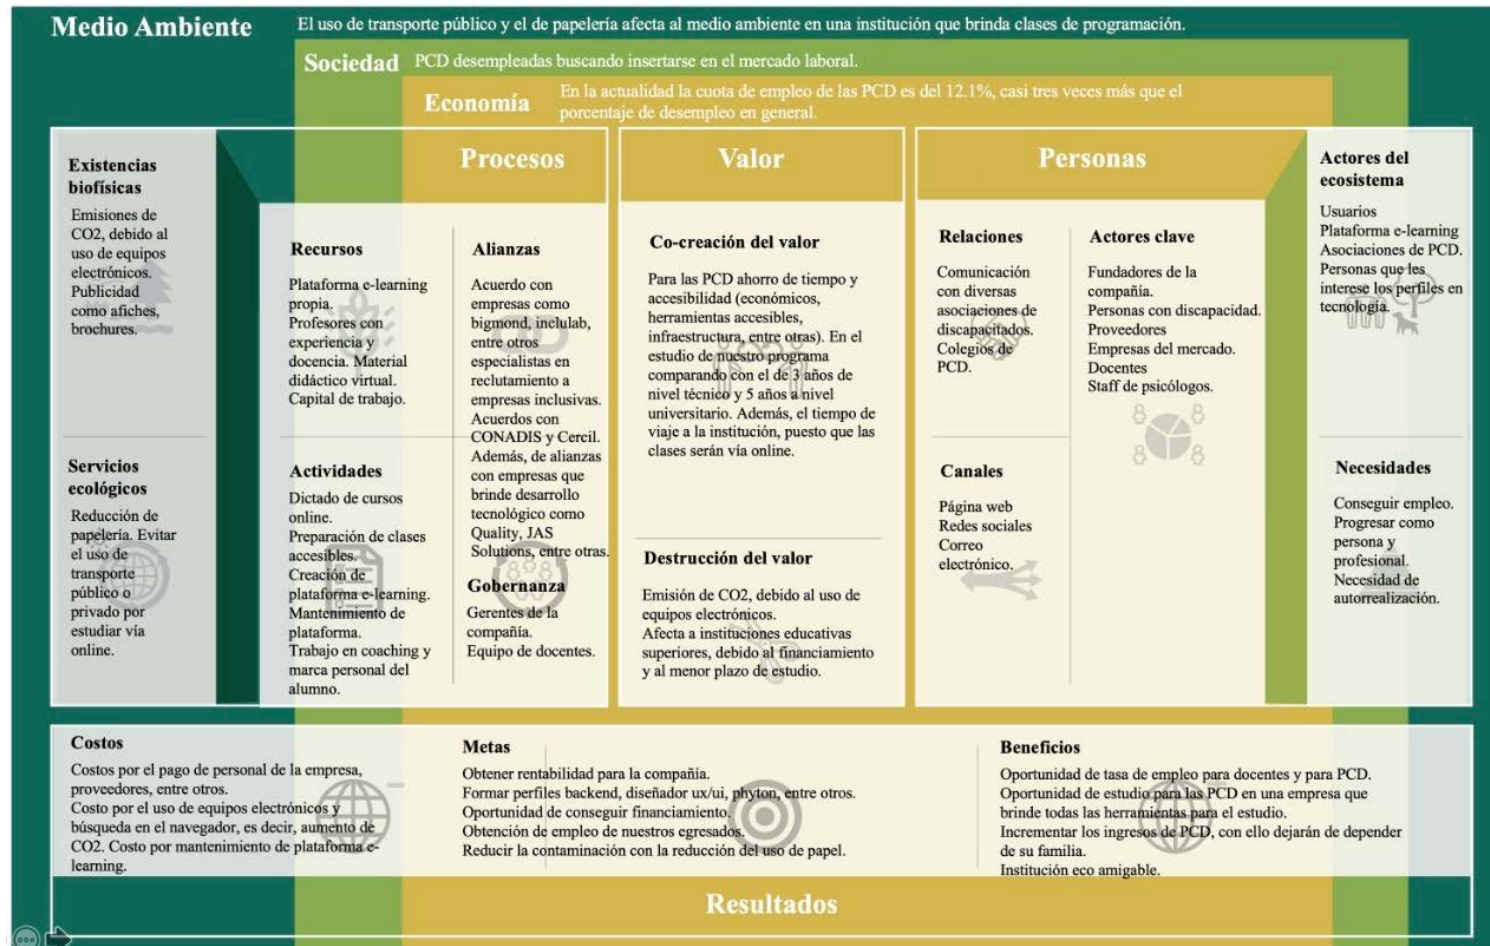 Medio Ambiente
El uso de transporte público y el de papelería afecta al medio ambiente en una institución que brinda clases de programación.
Sociedad
PCD desempleadas buscando insertarse en el mercado laboral.
Economía
En la actualidad la cuota de empleo de las PCD es del 12.1%, casi tres veces más que el
porcentaje de desempleo en general.
Existencias
biofísicas
Emisiones de
CO2, debido al
uso de equipos
electrónicos.
Publicidad
como afiches,
brochures.
Servicios
ecológicos
Reducción de
papelería. Evitar
el uso de
transporte
público o
privado por
estudiar vía
online.
Procesos
Recursos
Plataforma e-learning
propia.
Profesores con
experiencia y
docencia. Material
didáctico virtual.
Capital de trabajo.
Actividades
Dictado de cursos
online.
Preparación de clases
accesibles.
Creación de
plataforma e-learning.
Mantenimiento de
plataforma.
Trabajo en coaching y
marca personal del
alumno.
Alianzas
Acuerdo con
empresas como
bigmond, inclulab,
entre otros
especialistas en
reclutamiento a
empresas inclusivas.
Acuerdos con
CONADIS y Cercil.
Además, de alianzas
con empresas que
brinde desarrollo
tecnológico como
Quality, JAS
Solutions, entre otras.
Gobernanza
Gerentes de la
compañía.
Equipo de docentes.
Valor
Co-creación del valor
Para las PCD ahorro de tiempo y
accesibilidad (económicos,
herramientas accesibles,
infraestructura, entre otras). En el
estudio de nuestro programa
comparando con el de 3 años de
nivel técnico y 5 años a nivel
universitario. Además, el tiempo de
viaje a la institución, puesto que las
clases serán vía online.
Destrucción del valor
Emisión de CO2, debido al uso de
equipos electrónicos.
Afecta a instituciones educativas
superiores, debido al financiamiento
y al menor plazo de estudio.
Personas
Relaciones
Comunicación
con diversas
asociaciones de
discapacitados.
Colegios de
PCD.
Canales
Página web
Redes sociales
Correo
electrónico.
Actores clave
Fundadores de la
compañía.
Personas con discapacidad.
Proveedores
Empresas del mercado.
Docentes
Staff de psicólogos.
Actores del
ecosistema
Usuarios
Plataforma e-learning
Asociaciones de PCD.
Personas que les
interese los perfiles en
tecnología.
Necesidades
Conseguir empleo.
Progresar como
persona y
profesional.
Necesidad de
autorrealización.
Costos
Costos por el pago de personal de la empresa,
proveedores, entre otros.
Costo por el uso de equipos electrónicos y
búsqueda en el navegador, es decir, aumento de
CO2. Costo por mantenimiento de plataforma e-
learning.
Metas
Obtener rentabilidad para la compañía.
Formar perfiles backend, diseñador ux/ui, phyton, entre otros.
Oportunidad de conseguir financiamiento.
Obtención de empleo de nuestros egresados.
Reducir la contaminación con la reducción del uso de papel.
Beneficios
Oportunidad de tasa de empleo para docentes y para PCD.
Oportunidad de estudio para las PCD en una empresa que
brinde todas las herramientas para el estudio.
Incrementar los ingresos de PCD, con ello dejarán de depender
de su familia.
Institución eco amigable.
Resultados